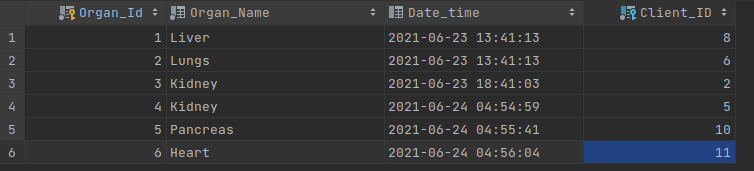 Organ_Id Organ_Name Date_time Client_ID
1 1 Liver 2021-06-23 13:41:13 8
2 2 Lungs 2021-06-23 13:41:13 6
3 3 Kidney 2021-06-23 18:41:03 2
4 4 Kidney 2021-06-24 04:54:59 5
5 5 Pancreas 2021-06-24 04:55:41 10
6 6 Heart 2021-06-24 04:56:04 11